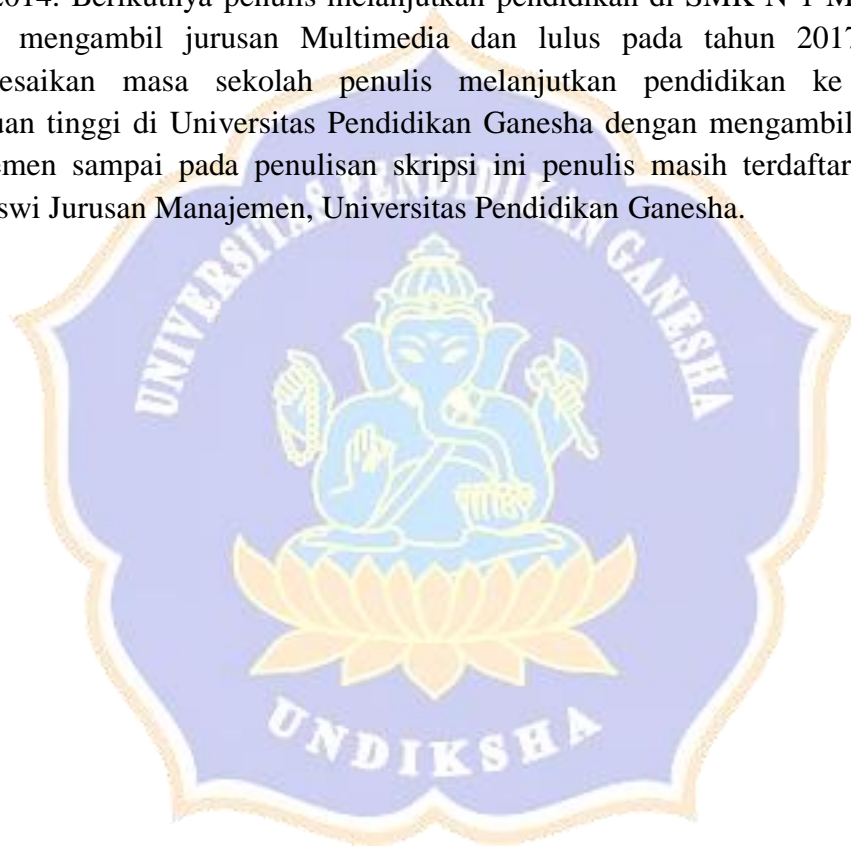 2014. Berikutnya penulis melanjutkan pendidikan di SMK N 1 M
mengambil jurusan Multimedia dan lulus pada tahun 2017
esaikan masa sekolah penulis melanjutkan pendidikan ke
uan tinggi di Universitas Pendidikan Ganesha dengan mengambil
emen sampai pada penulisan skripsi ini penulis masih terdaftar
swi Jurusan Manajemen, Universitas Pendidikan Ganesha.
UNIVERSITAS PENDIDIKAN GANESHA
UNDIKSHA